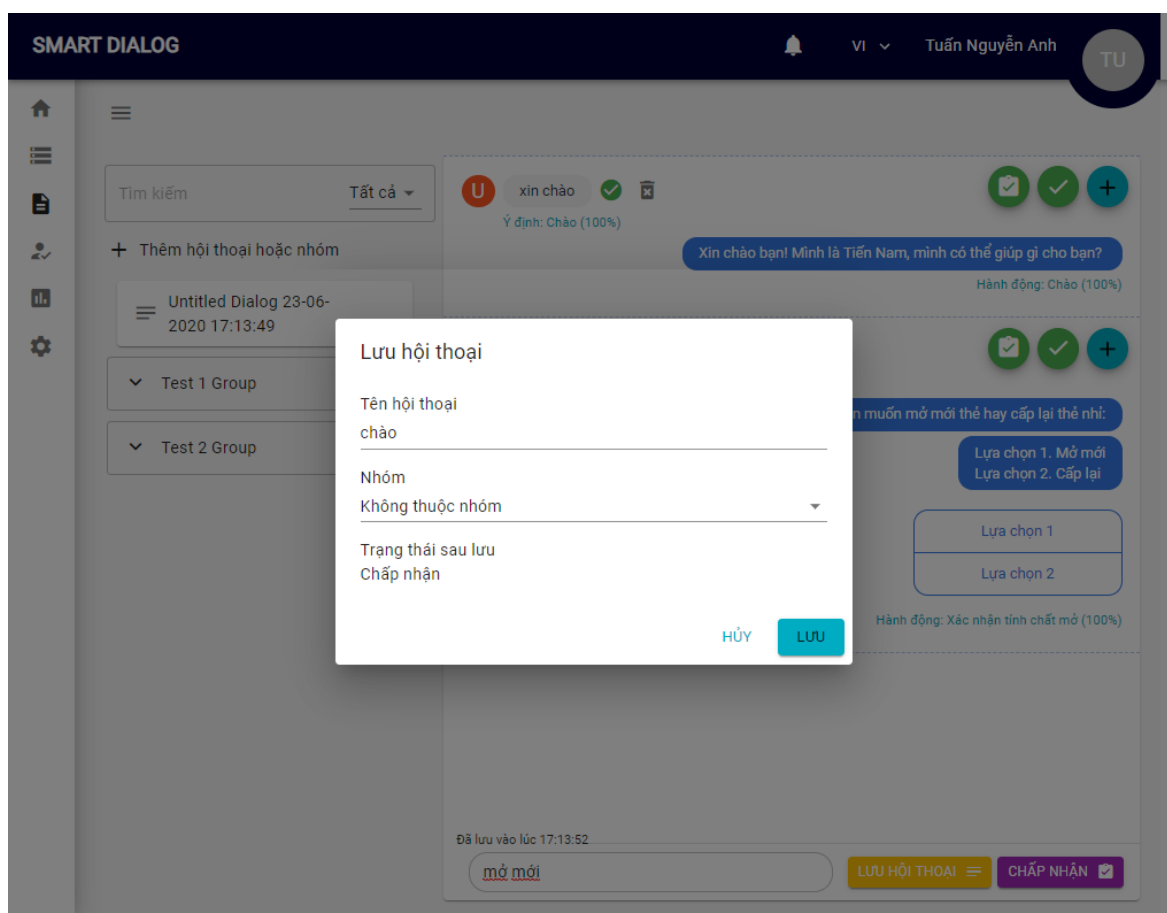 SMART DIALOG
VI
Tuấn Nguyễn Anh
TU
Tìm kiếm
Tất cả
Thêm hội thoại hoặc nhóm
Untitled Dialog 23-06-
2020 17:13:49
Test 1 Group
Test 2 Group
U
xin chào
Ý định: Chào (100%)
Xin chào bạn! Mình là Tiến Nam, mình có thể giúp gì cho bạn?
Hành động: Chào (100%)
n muốn mở mới thẻ hay cấp lại thẻ nhỉ:
Lựa chọn 1. Mở mới
Lựa chọn 2. Cấp lại
Lựa chọn 1
Lựa chọn 2
Hành động: Xác nhận tính chất mở (100%)
Lưu hội thoại
Tên hội thoại
chào
Nhóm
Không thuộc nhóm
Trạng thái sau lưu
Chấp nhận
HỦY
LƯU
Đã lưu vào lúc 17:13:52
mở mới
LƯU HỘI THOẠI
CHẤP NHẬN